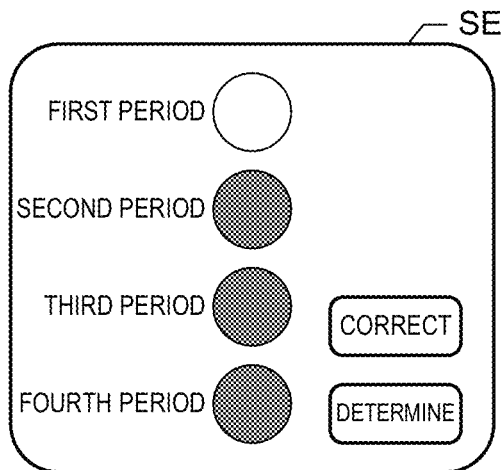 SE
FIRST PERIOD
SECOND PERIOD
THIRD PERIOD
CORRECT
FOURTH PERIOD
DETERMINE